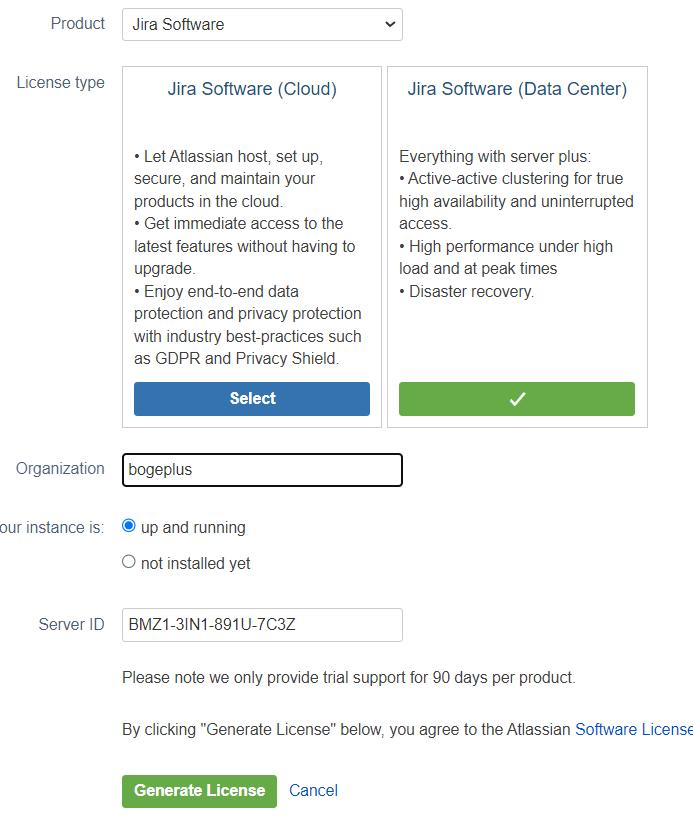 Product
Jira Software
License type
Jira Software (Cloud)
• Let Atlassian host, set up,
secure, and maintain your
products in the cloud.
• Get immediate access to the
latest features without having to
upgrade.
• Enjoy end-to-end data
protection and privacy protection
with industry best-practices such
as GDPR and Privacy Shield.
Select
Jira Software (Data Center)
Everything with server plus:
• Active-active clustering for true
high availability and uninterrupted
access.
• High performance under high
load and at peak times
• Disaster recovery.
Organization
bogeplus
our instance is:
up and running
not installed yet
Server ID
BMZ1-3IN1-891U-7C3Z
Please note we only provide trial support for 90 days per product.
By clicking "Generate License" below, you agree to the Atlassian Software License
Generate License
Cancel